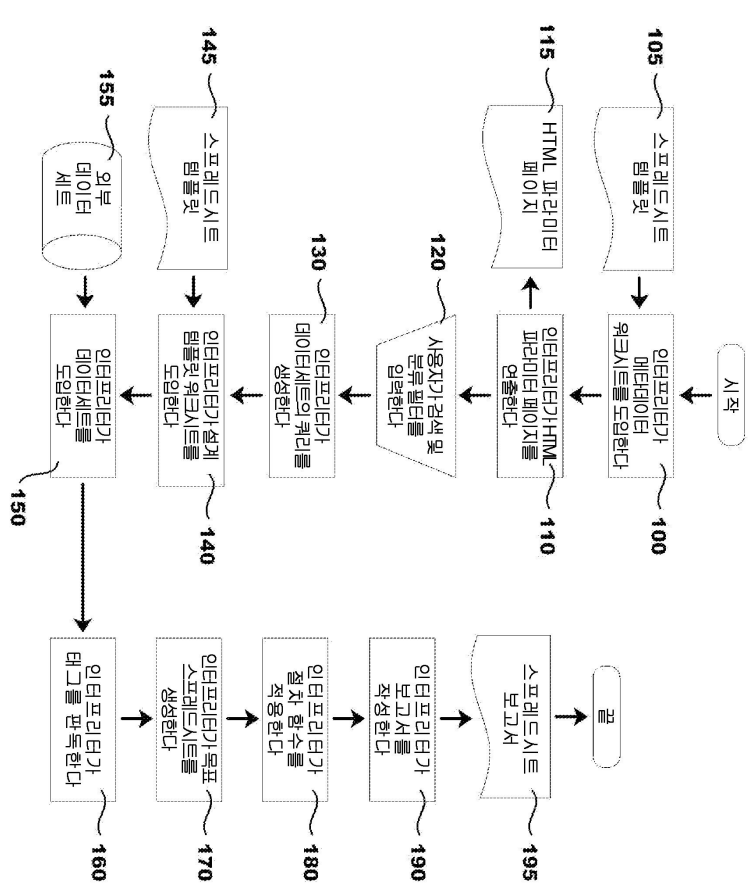 시작
105
스프레드시트
템플릿
인터프리터가
메타데이터
워크시트를 도입한다
100
115
HTML 파라미터
페이지
인터프리터가 HTML
파라미터 페이지를
연출한다
110
120
사용자가 검색 및
분류 필터를
입력한다
130
인터프리터가
데이터세트의 쿼리를
생성한다
145
스프레드시트
템플릿
인터프리터가 설계
템플릿 워크시트를
도입한다
140
155
외부
데이터
세트
인터프리터가
데이터세트를
도입한다
150
인터프리터가
태그를 판독한다
160
인터프리터가 목표
스프레드시트를
생성한다
170
인터프리터가
절차 함수를
적용한다
180
인터프리터가
보고서를
작성한다
190
스프레드시트
보고서
195
끝